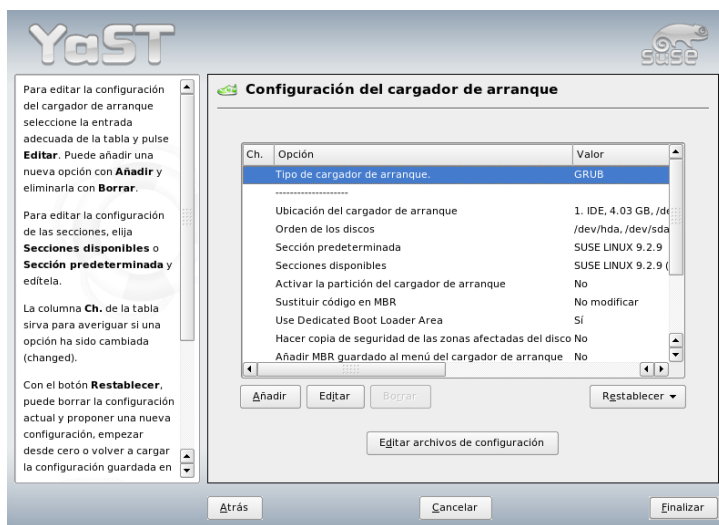 YaST
SUSE
Para editar la configuración
del cargador de arranque
seleccione la entrada
adecuada de la tabla y pulse
Editar. Puede añadir una
nueva opción con Añadir y
eliminarla con Borrar.
Para editar la configuración
de las secciones, elija
Secciones disponibles o
Sección predeterminada y
edítela.
La columna Ch. de la tabla
sirva para averiguar si una
opción ha sido cambiada
(changed).
Con el botón Restablecer,
puede borrar la configuración
actual y proponer una nueva
configuración, empezar
desde cero o volver a cargar
la configuración guardada en
Configuración del cargador de arranque
Ch. Opción Valor
Tipo de cargador de arranque. GRUB
--------------------
Ubicación del cargador de arranque 1. IDE, 4.03 GB, /de
Orden de los discos /dev/hda, /dev/sda
Sección predeterminada SUSE LINUX 9.2.9
Secciones disponibles SUSE LINUX 9.2.9 (
Activar la partición del cargador de arranque No
Sustituir código en MBR No modificar
Use Dedicated Boot Loader Area Sí
Hacer copia de seguridad de las zonas afectadas del disco No
Añadir MBR guardado al menú del cargador de arranque No
Añadir Editar Borrar Restablecer
Editar archivos de configuración
Atrás Cancelar Finalizar